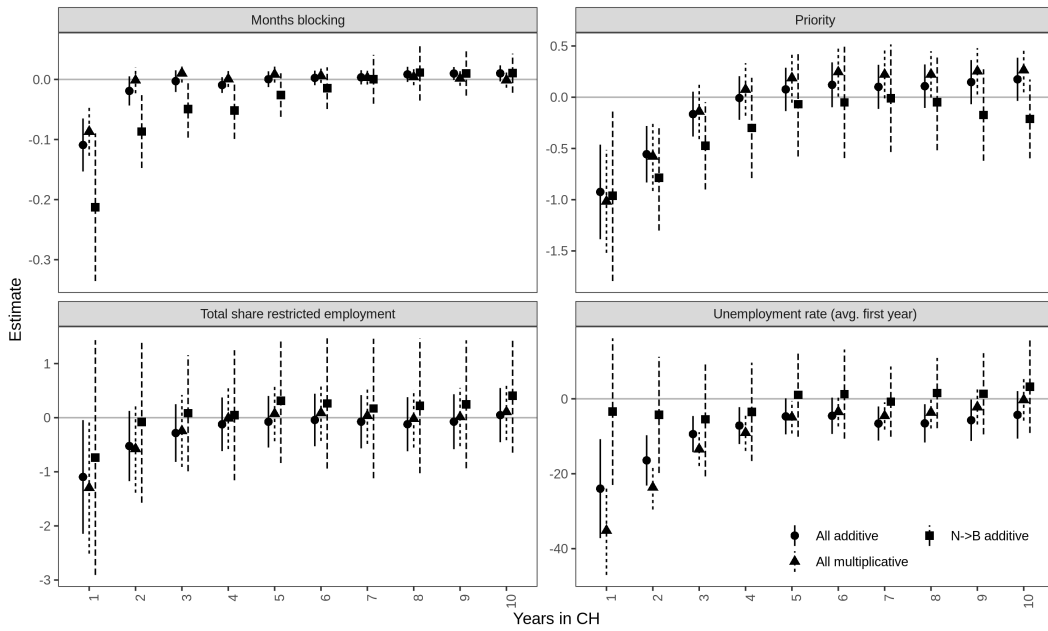 Months blocking
Priority
0.0
-0.1
-0.2
-0.3
0.5
0.0
-0.5
-1.0
-1.5
Estimate
Total share restricted employment
Unemployment rate (avg. first year)
1
0
-1
-2
-3
0
-20
-40
All additive
N->B additive
All multiplicative
1 2 3 4 5 6 7 8 9 10
1 2 3 4 5 6 7 8 9 10
Years in CH